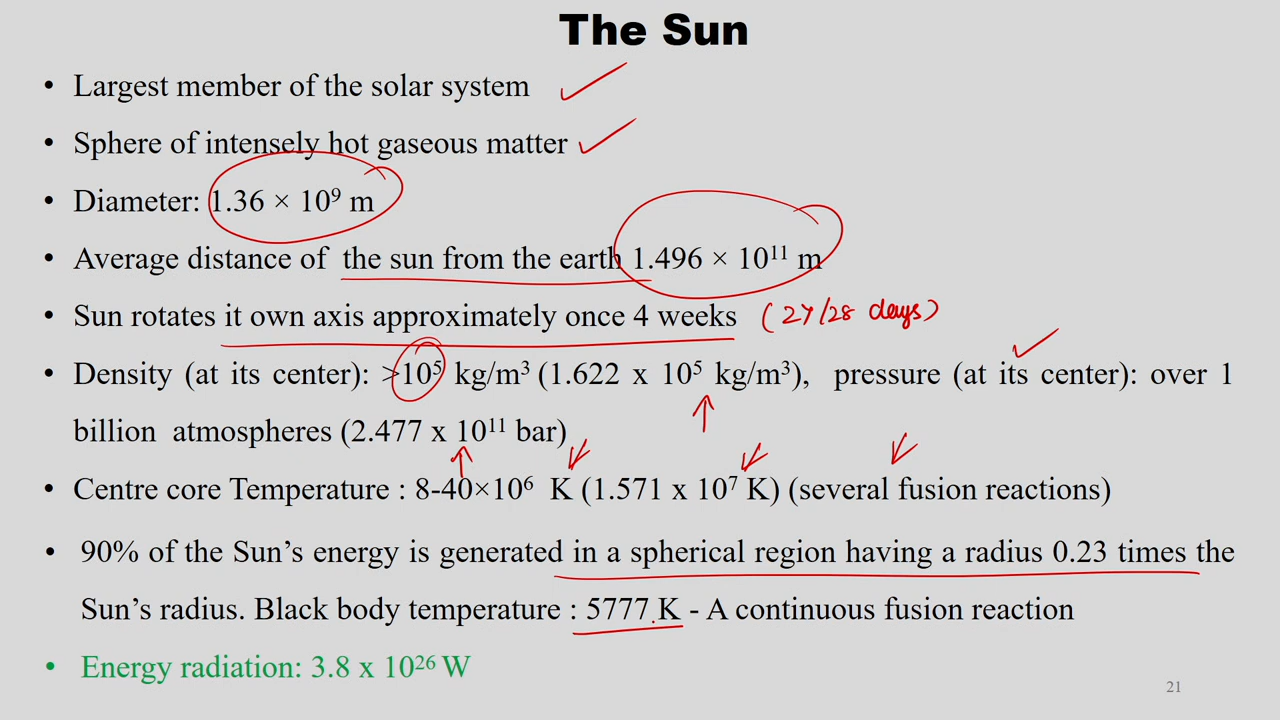 The Sun
• Largest member of the solar system
• Sphere of intensely hot gaseous matter
• Diameter: 1.36 × 10⁹ m
• Average distance of the sun from the earth 1.496 × 10¹¹ m
• Sun rotates it own axis approximately once 4 weeks (27/28 days)
• Density (at its center): >10⁵ kg/m³ (1.622 x 10⁵ kg/m³), pressure (at its center): over 1
billion atmospheres (2.477 x 10¹¹ bar)
• Centre core Temperature : 8-40×10⁶ K (1.571 x 10⁷ K) (several fusion reactions)
• 90% of the Sun’s energy is generated in a spherical region having a radius 0.23 times the
Sun’s radius. Black body temperature : 5777 K - A continuous fusion reaction
• Energy radiation: 3.8 x 10²⁶ W
21